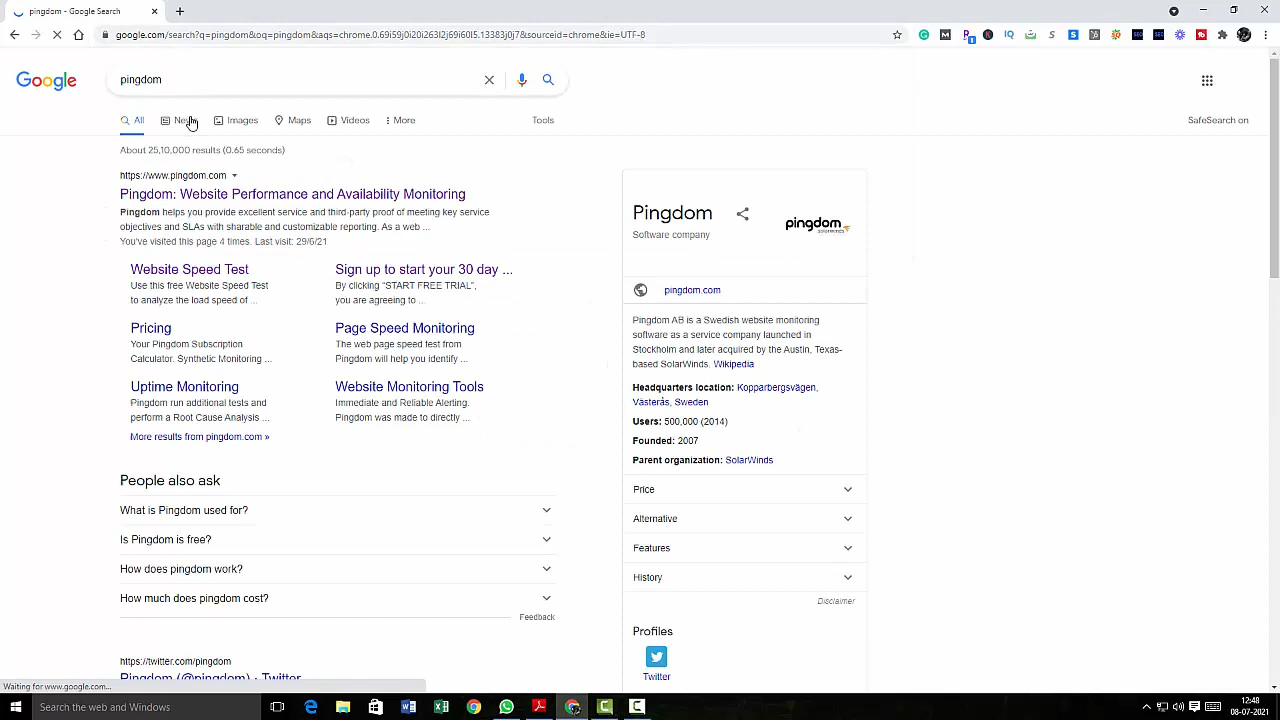 pingdom - Google Search
google.com/search?q=pingdom&oq=pingdom&aqs=chrome.0.69i59j0i20i263l2j69i60l5.13383j0j7&sourceid=chrome&ie=UTF-8
Google
pingdom
All
Images
Maps
Videos
More
Tools
SafeSearch on
About 25,10,000 results (0.65 seconds)
https://www.pingdom.com
Pingdom: Website Performance and Availability Monitoring
Pingdom helps you provide excellent service and third-party proof of meeting key service
objectives and SLAs with sharable and customizable reporting. As a web ...
You've visited this page 4 times. Last visit: 29/6/21
Website Speed Test
Use this free Website Speed Test
to analyze the load speed of ...
Sign up to start your 30 day ...
By clicking "START FREE TRIAL",
you are agreeing to ...
Pricing
Your Pingdom Subscription
Calculator. Synthetic Monitoring ...
Page Speed Monitoring
The web page speed test from
Pingdom will help you identify ...
Uptime Monitoring
Pingdom run additional tests and
perform a Root Cause Analysis ...
Website Monitoring Tools
Immediate and Reliable Alerting.
Pingdom was made to directly ...
More results from pingdom.com »
People also ask
What is Pingdom used for?
Is Pingdom is free?
How does pingdom work?
How much does pingdom cost?
Feedback
https://twitter.com/pingdom
Pingdom (@pingdom) · Twitter
Pingdom
Software company
pingdom
solarwinds
pingdom.com
Pingdom AB is a Swedish website monitoring
software as a service company launched in
Stockholm and later acquired by the Austin, Texas-
based SolarWinds. Wikipedia
Headquarters location: Kopparbergsvägen,
Västerås, Sweden
Users: 500,000 (2014)
Founded: 2007
Parent organization: SolarWinds
Price
Alternative
Features
History
Disclaimer
Profiles
Twitter
Waiting for www.google.com...
Search the web and Windows
12:48
08-07-2021